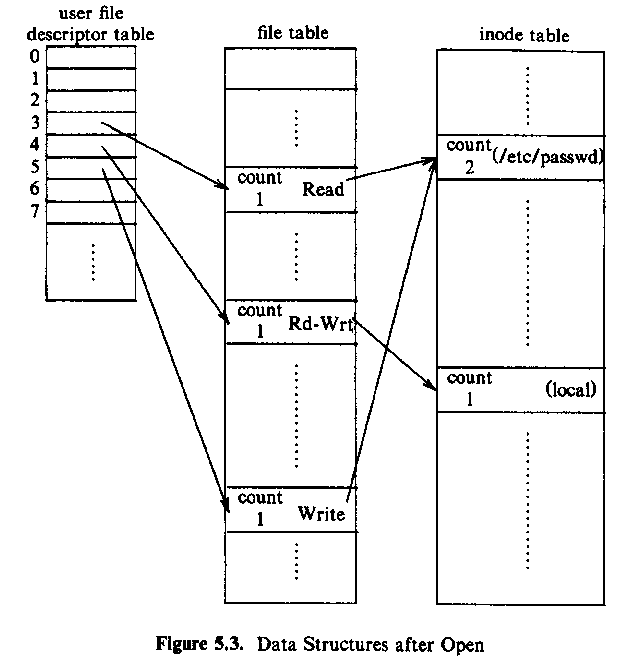 user file
descriptor table
0
1
2
3
4
5
6
7
file table
count
1 Read
count
1 Rd-Wrt
count
1 Write
inode table
count (/etc/passwd)
2
count (local)
1
Figure 5.3. Data Structures after Open